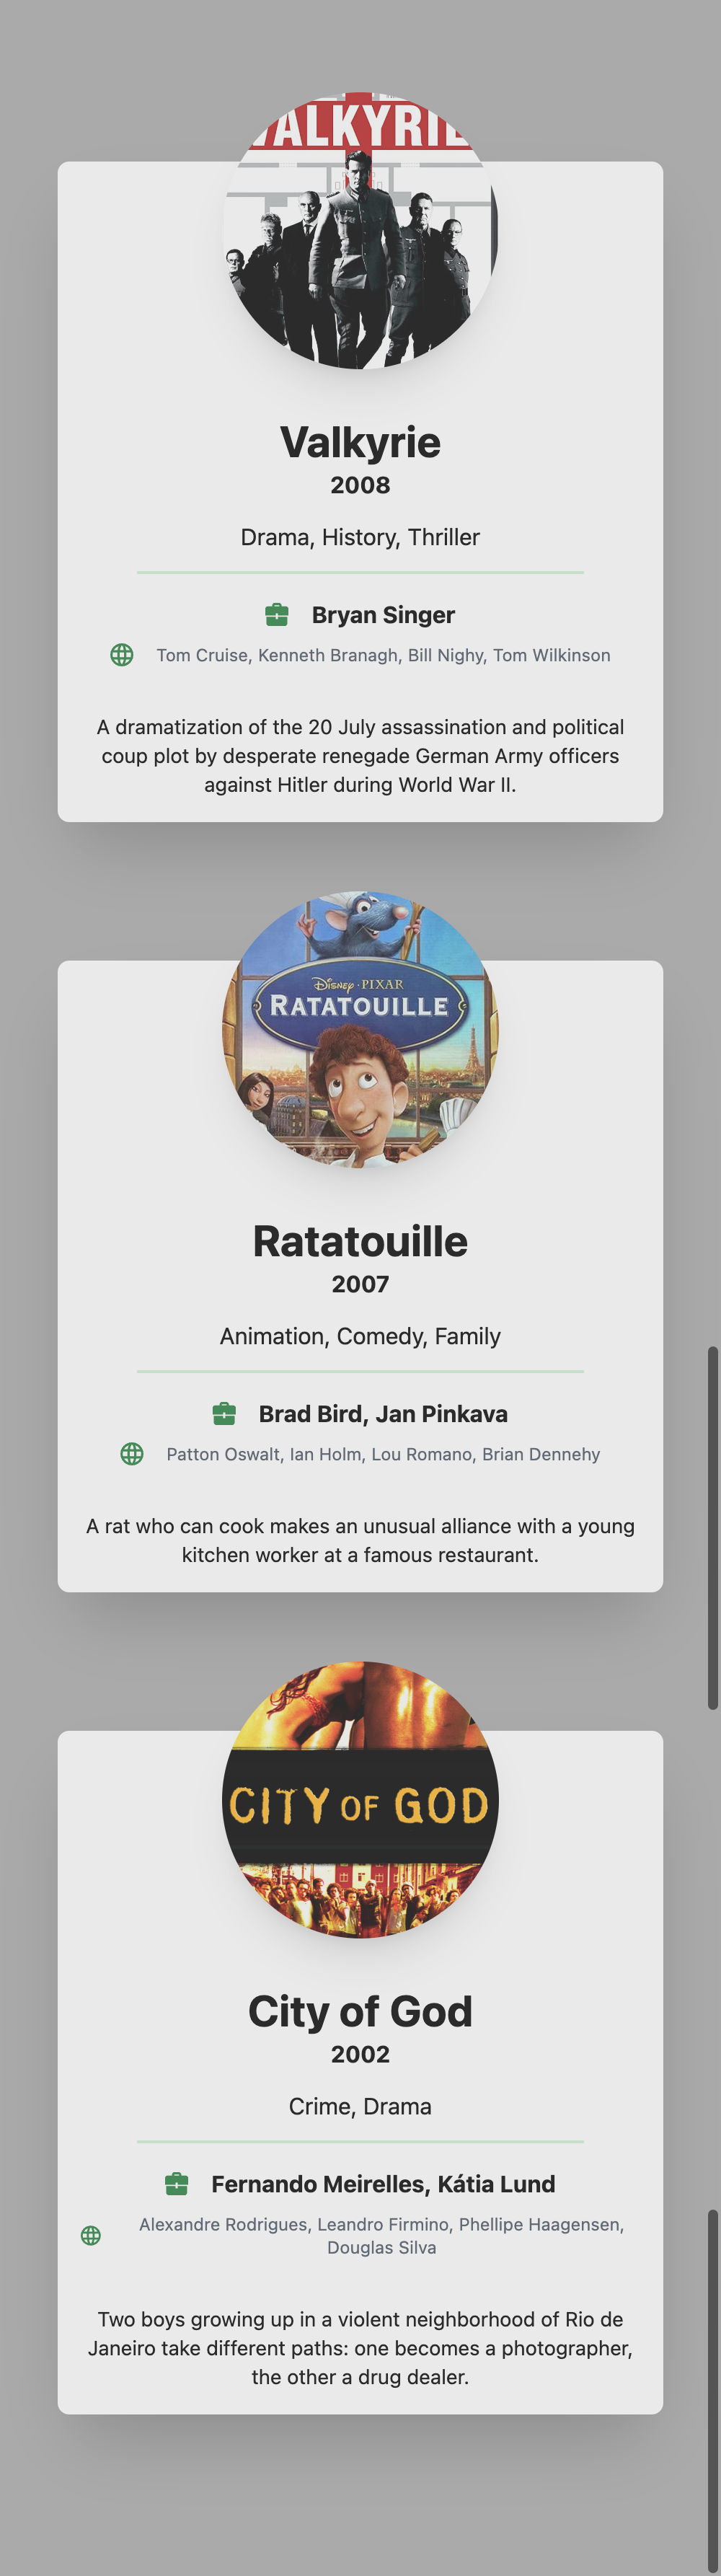 VALKYRIE
Valkyrie
2008
Drama, History, Thriller
Bryan Singer
Tom Cruise, Kenneth Branagh, Bill Nighy, Tom Wilkinson
A dramatization of the 20 July assassination and political
coup plot by desperate renegade German Army officers
against Hitler during World War II.
Disney · PIXAR
RATATOUILLE
Ratatouille
2007
Animation, Comedy, Family
Brad Bird, Jan Pinkava
Patton Oswalt, Ian Holm, Lou Romano, Brian Dennehy
A rat who can cook makes an unusual alliance with a young
kitchen worker at a famous restaurant.
CITY OF GOD
City of God
2002
Crime, Drama
Fernando Meirelles, Kátia Lund
Alexandre Rodrigues, Leandro Firmino, Phellipe Haagensen,
Douglas Silva
Two boys growing up in a violent neighborhood of Rio de
Janeiro take different paths: one becomes a photographer,
the other a drug dealer.